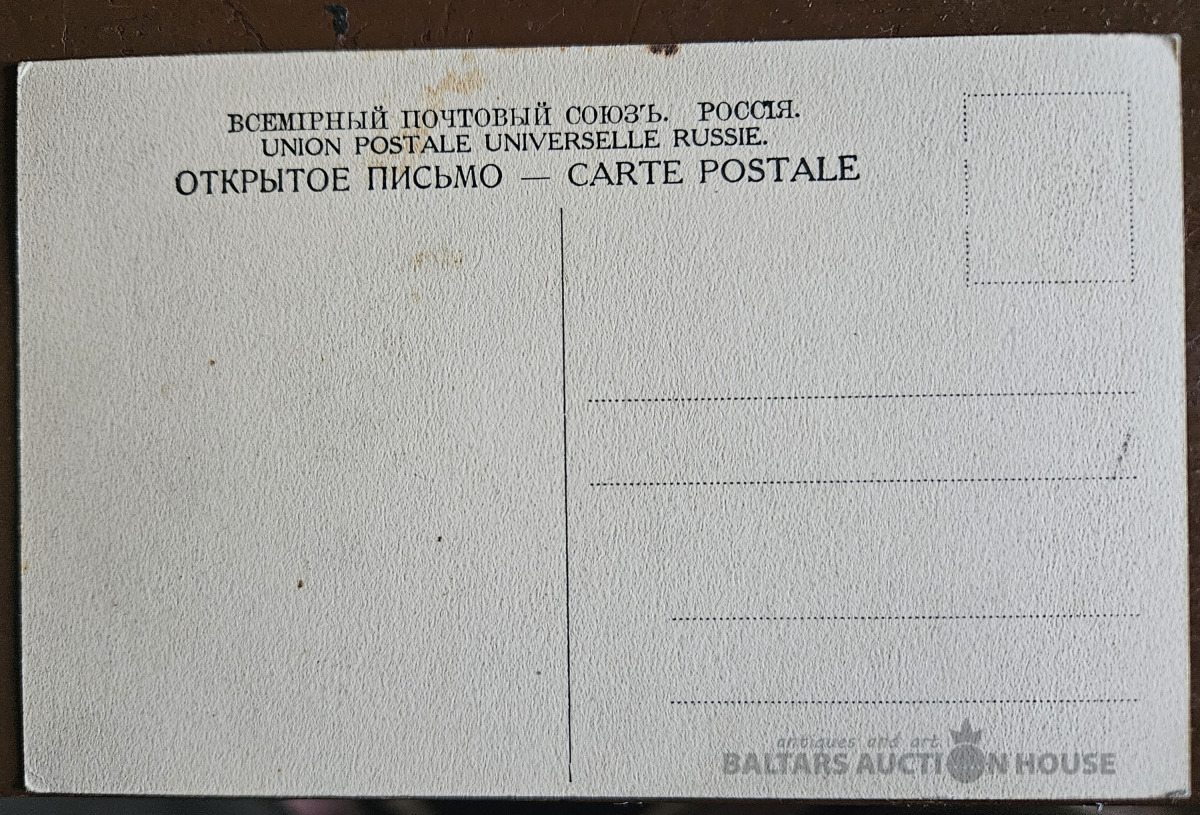 ВСЕМІРНЫЙ ПОЧТОВЫЙ СОЮЗЪ. РОССІЯ.
UNION POSTALE UNIVERSELLE RUSSIE.
ОТКРЫТОЕ ПИСЬМО — CARTE POSTALE
antiques and art
BALTARS AUCTION HOUSE